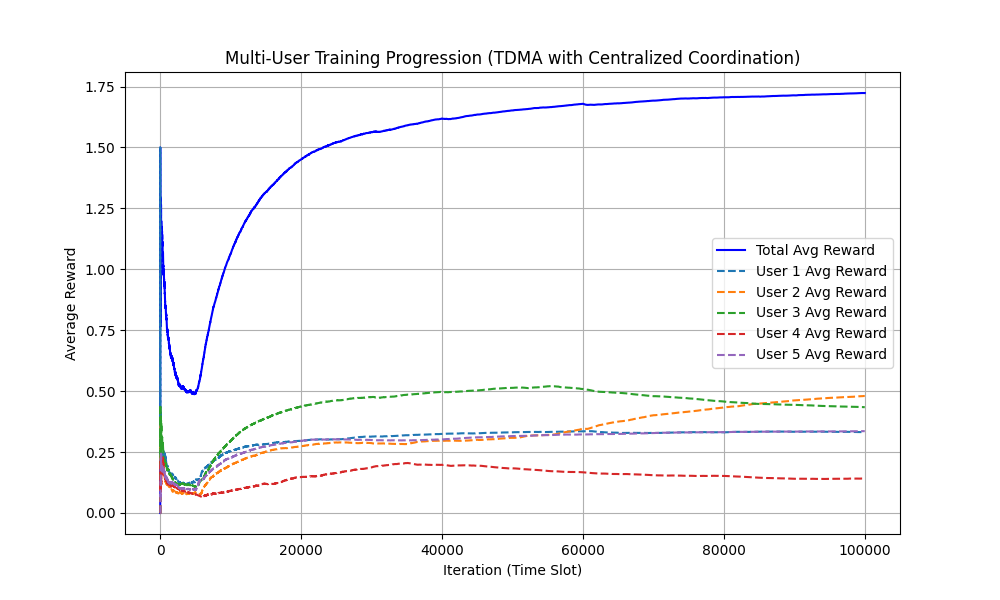 Multi-User Training Progression (TDMA with Centralized Coordination)
1.75
1.50
1.25
1.00
0.75
0.50
0.25
0.00
Average Reward
Total Avg Reward
User 1 Avg Reward
User 2 Avg Reward
User 3 Avg Reward
User 4 Avg Reward
User 5 Avg Reward
0 20000 40000 60000 80000 100000
Iteration (Time Slot)